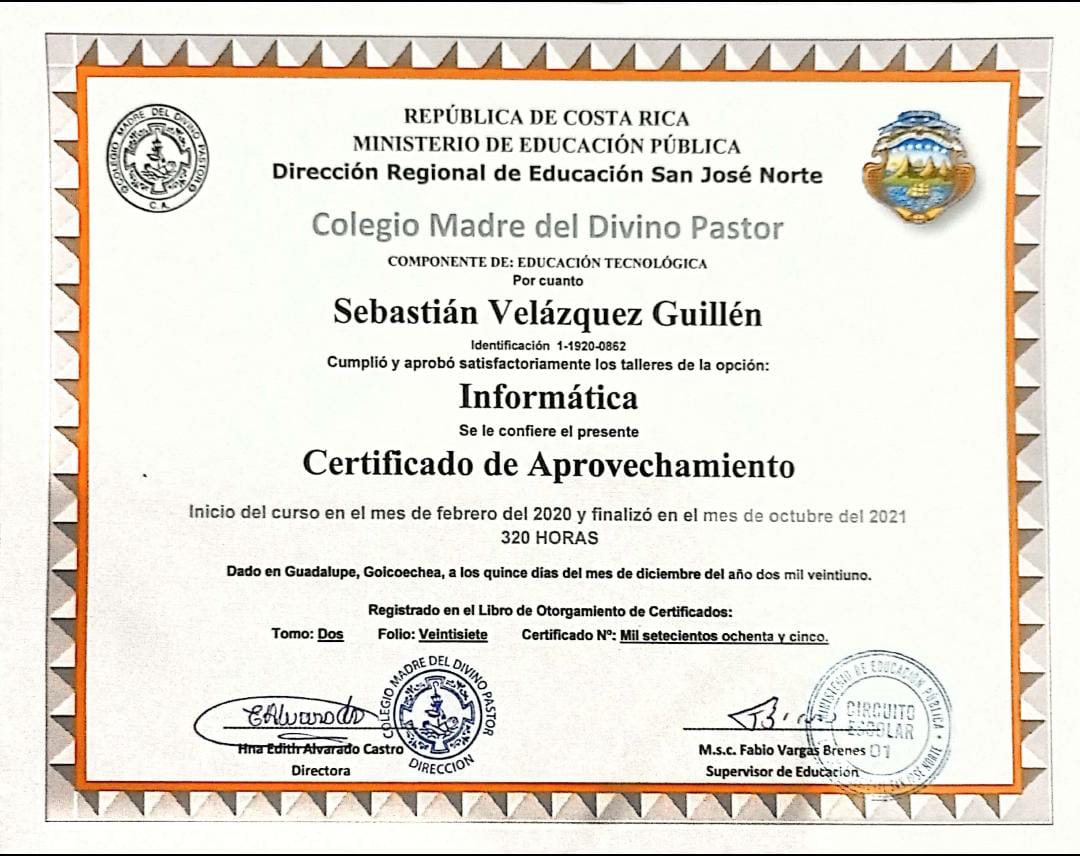 COLEGIO MADRE DEL DIVINO PASTOR
C.A.
REPÚBLICA DE COSTA RICA
MINISTERIO DE EDUCACIÓN PÚBLICA
Dirección Regional de Educación San José Norte
Colegio Madre del Divino Pastor
COMPONENTE DE: EDUCACIÓN TECNOLÓGICA
Por cuanto
Sebastián Velázquez Guillén
Identificación 1-1920-0862
Cumplió y aprobó satisfactoriamente los talleres de la opción:
Informática
Se le confiere el presente
Certificado de Aprovechamiento
Inicio del curso en el mes de febrero del 2020 y finalizó en el mes de octubre del 2021
320 HORAS
Dado en Guadalupe, Goicoechea, a los quince días del mes de diciembre del año dos mil veintiuno.
Registrado en el Libro de Otorgamiento de Certificados:
Tomo: Dos Folio: Veintisiete Certificado Nº: Mil setecientos ochenta y cinco.
EAlvarado
COLEGIO MADRE DEL DIVINO PASTOR
DIRECCION
MINISTERIO DE EDUCACIÓN PÚBLICA
CIRCUITO
ESCOLAR
01
SAN JOSE NORTE
Hna Edith Alvarado Castro
Directora
M.s.c. Fabio Vargas Brenes
Supervisor de Educación